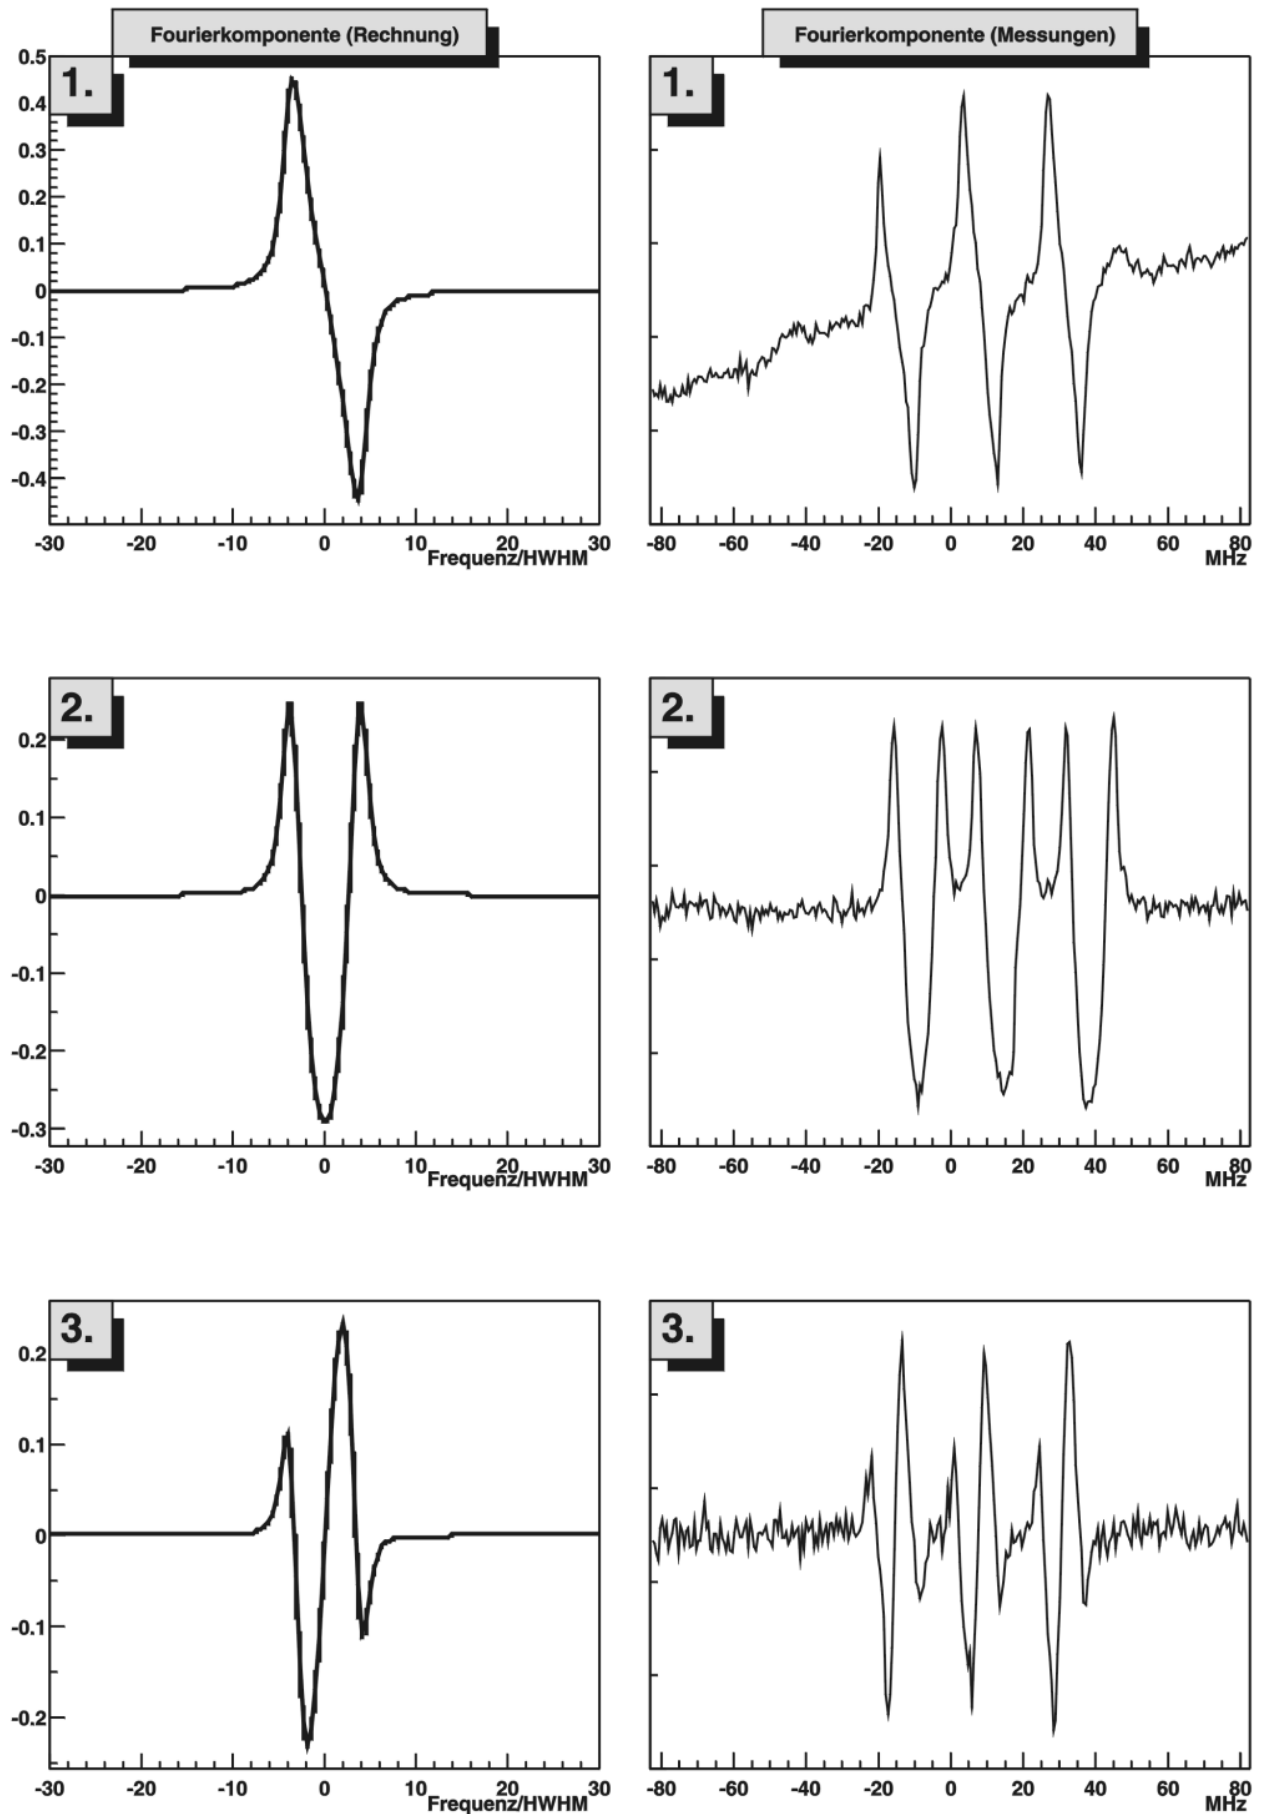 Fourierkomponente (Rechnung)
Fourierkomponente (Messungen)
1.
0.5
0.4
0.3
0.2
0.1
0
-0.1
-0.2
-0.3
-0.4
-30 -20 -10 0 10 20 30
Frequenz/HWHM
1.
-80 -60 -40 -20 0 20 40 60 80
MHz
2.
0.2
0.1
0
-0.1
-0.2
-0.3
-30 -20 -10 0 10 20 30
Frequenz/HWHM
2.
-80 -60 -40 -20 0 20 40 60 80
MHz
3.
0.2
0.1
0
-0.1
-0.2
-30 -20 -10 0 10 20 30
Frequenz/HWHM
3.
-80 -60 -40 -20 0 20 40 60 80
MHz